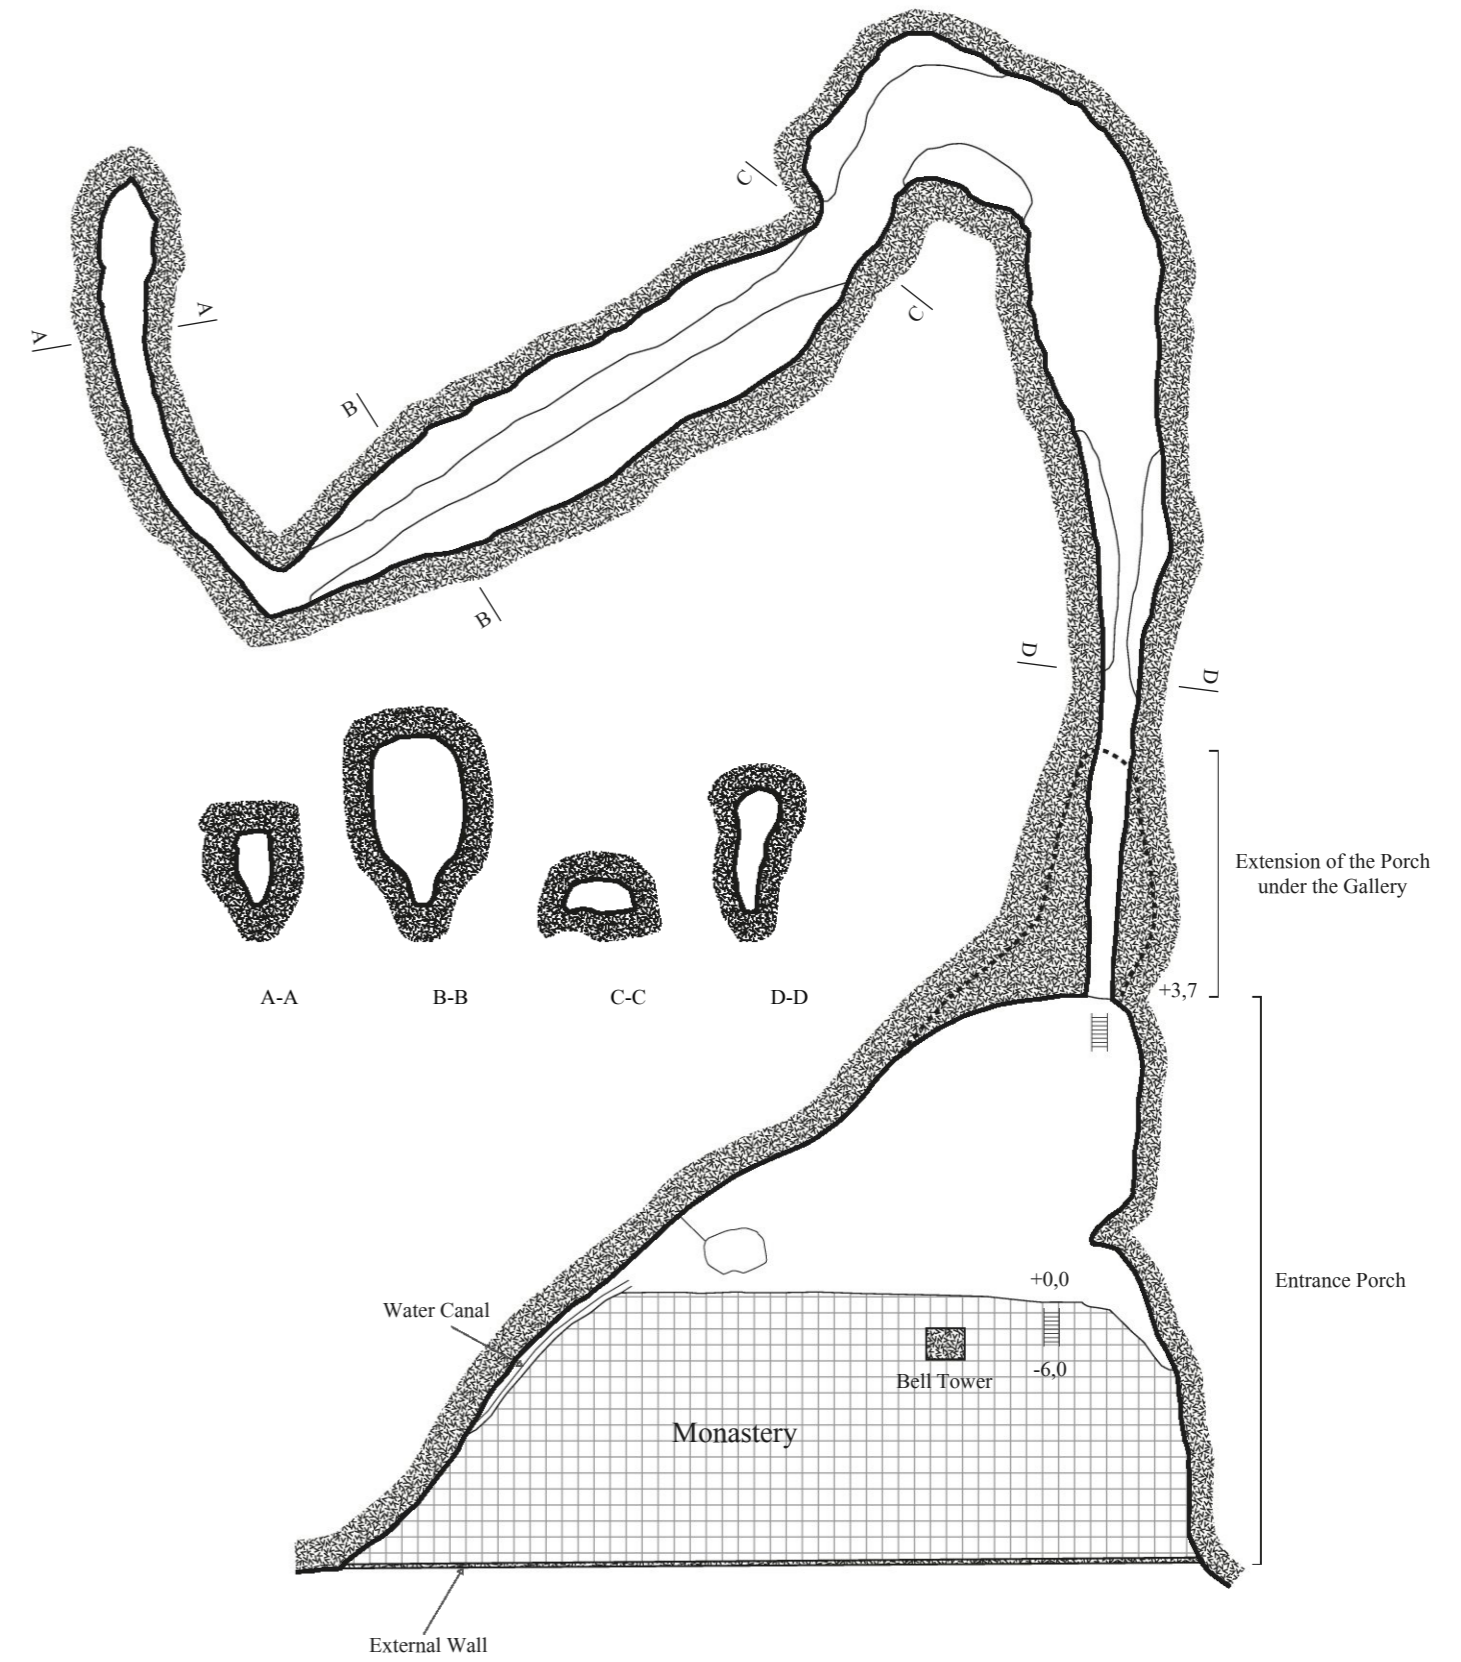 C
A
A
B
C
B
D
D
Extension of the Porch
under the Gallery
A-A
B-B
C-C
D-D
+3,7
+0,0
Entrance Porch
Water Canal
-6,0
Bell Tower
Monastery
External Wall